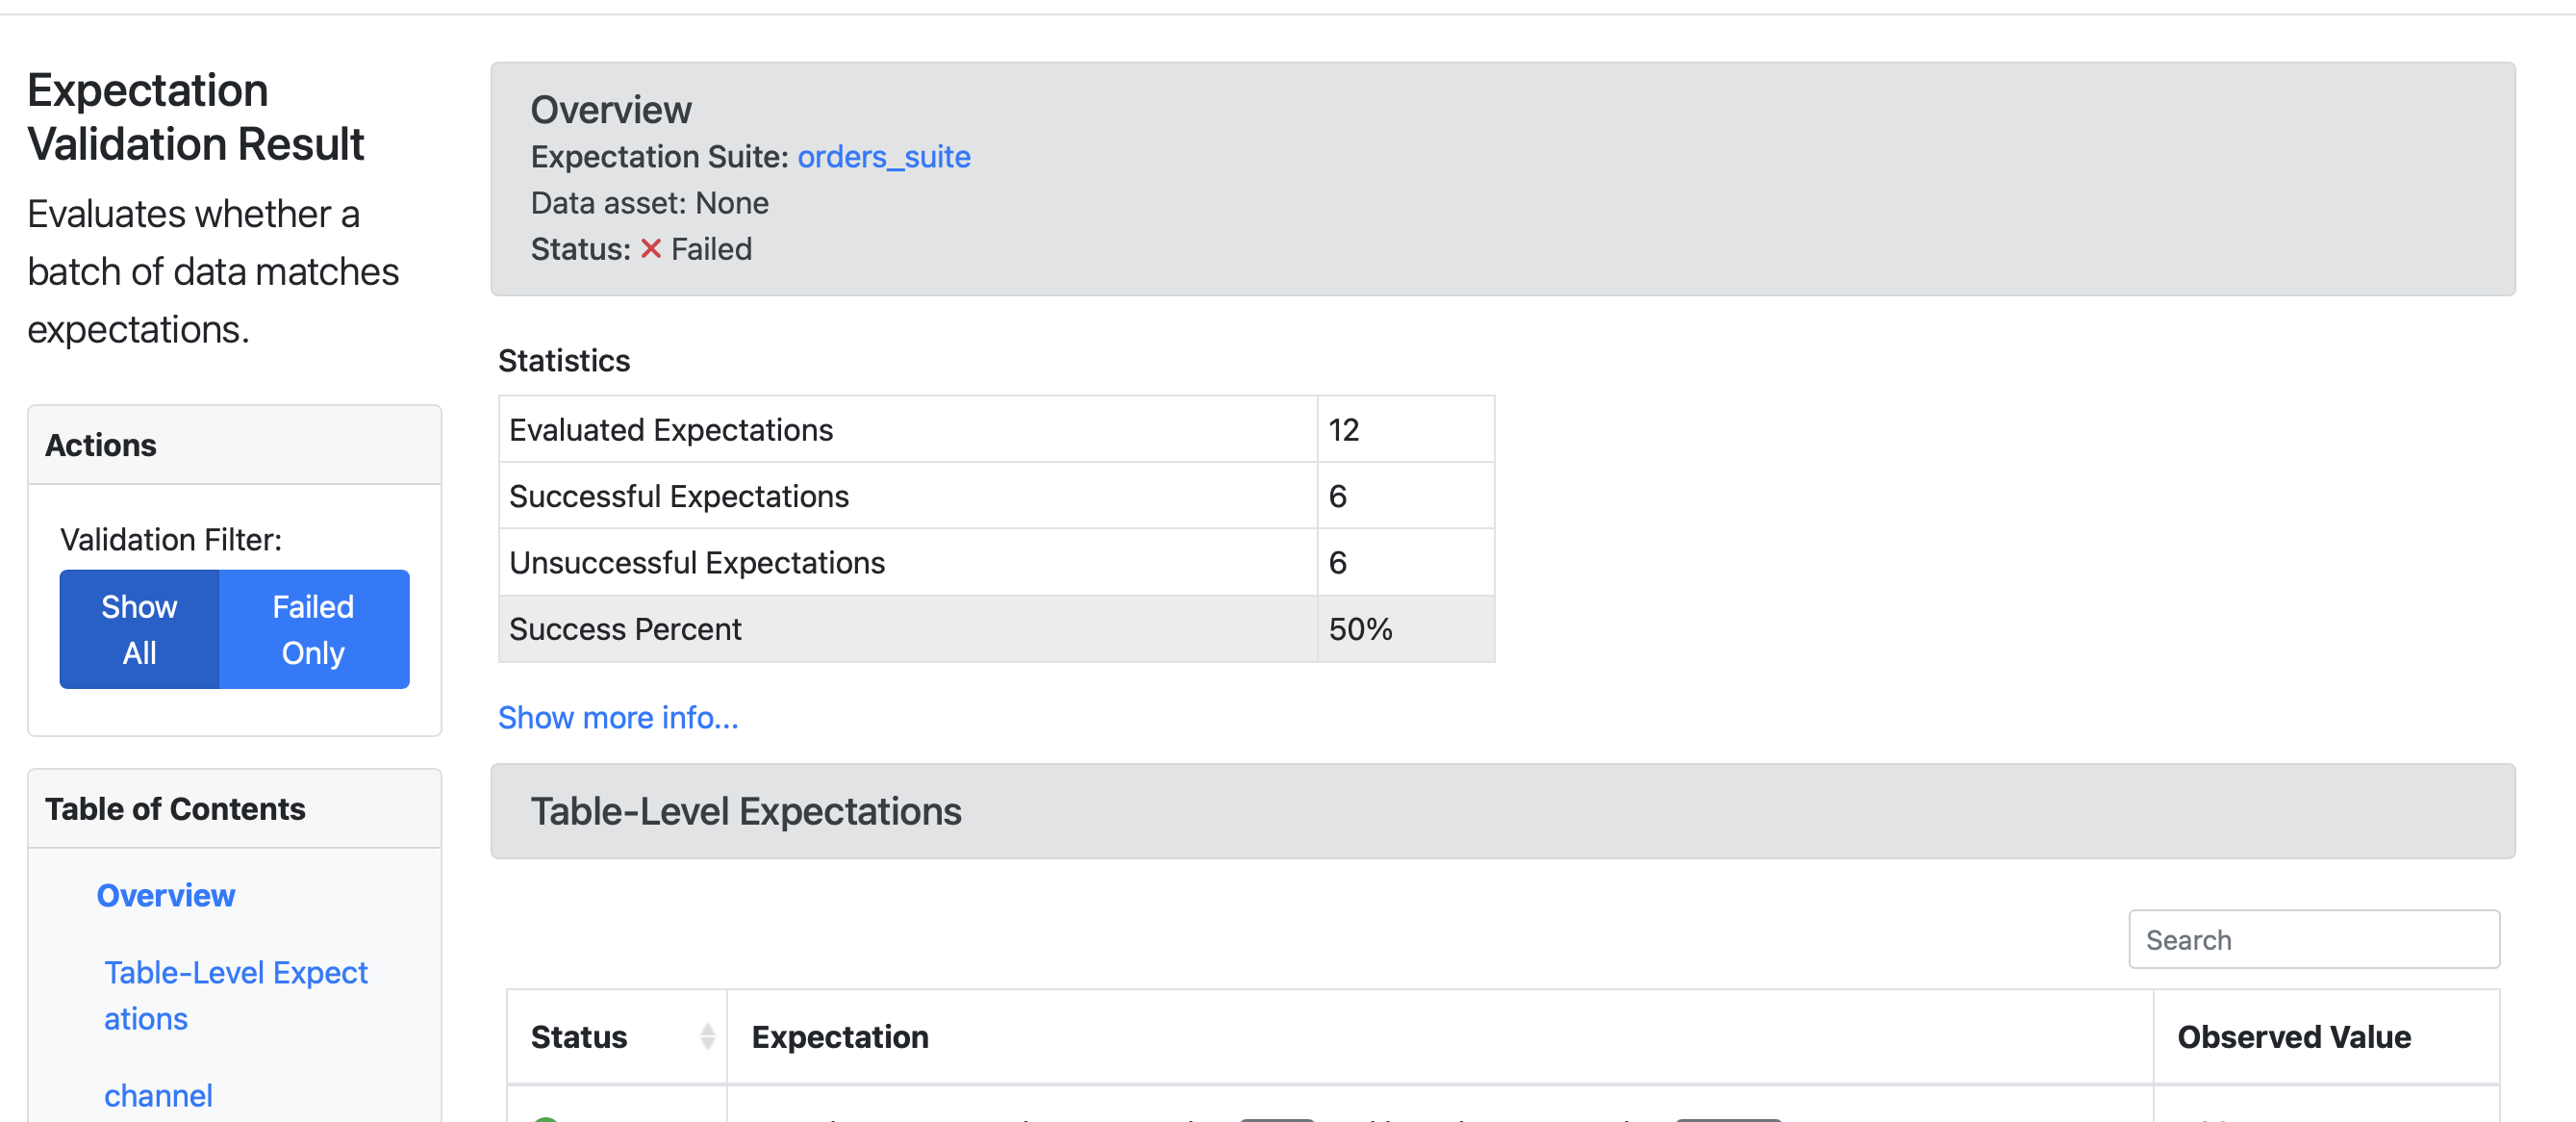 Expectation
Validation Result
Evaluates whether a
batch of data matches
expectations.
Actions
Validation Filter:
Show
All
Failed
Only
Table of Contents
Overview
Table-Level Expect
ations
channel
Overview
Expectation Suite: orders_suite
Data asset: None
Status: ✕ Failed
Statistics
Evaluated Expectations 12
Successful Expectations 6
Unsuccessful Expectations 6
Success Percent 50%
Show more info...
Table-Level Expectations
Search
Status Expectation Observed Value